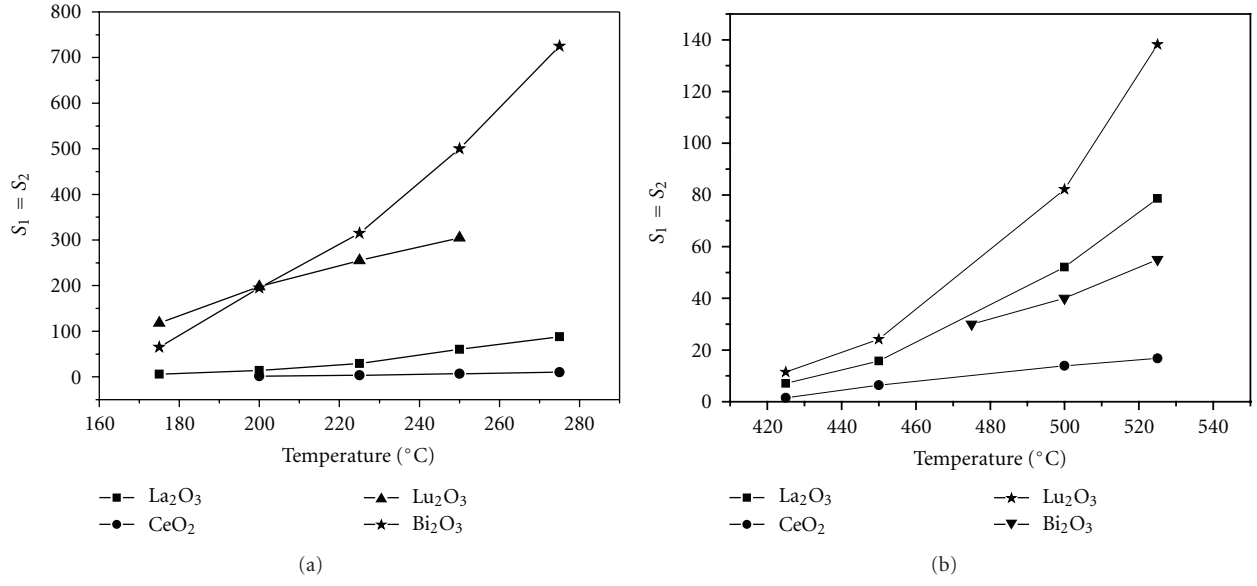 800
700
600
500
400
300
200
100
0
S₁ = S₂
160 180 200 220 240 260 280
Temperature (°C)
La₂O₃ Lu₂O₃
CeO₂ Bi₂O₃
(a)
140
120
100
80
60
40
20
0
S₁ = S₂
420 440 460 480 500 520 540
Temperature (°C)
La₂O₃ Lu₂O₃
CeO₂ Bi₂O₃
(b)